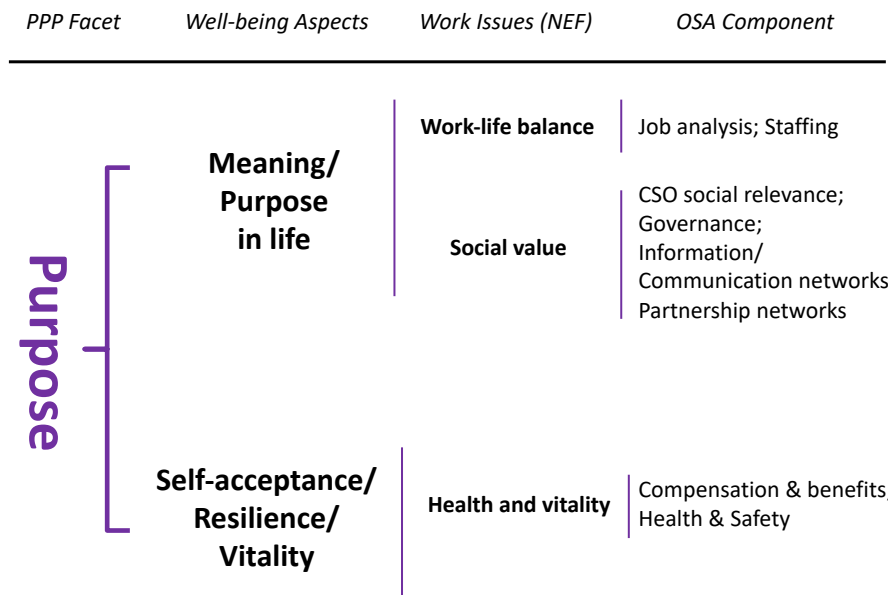 PPP Facet Well-being Aspects Work Issues (NEF) OSA Component
Purpose
Meaning/
Purpose
in life
Work-life balance
Job analysis; Staffing
Social value
CSO social relevance;
Governance;
Information/
Communication networks
Partnership networks
Self-acceptance/
Resilience/
Vitality
Health and vitality
Compensation & benefits;
Health & Safety